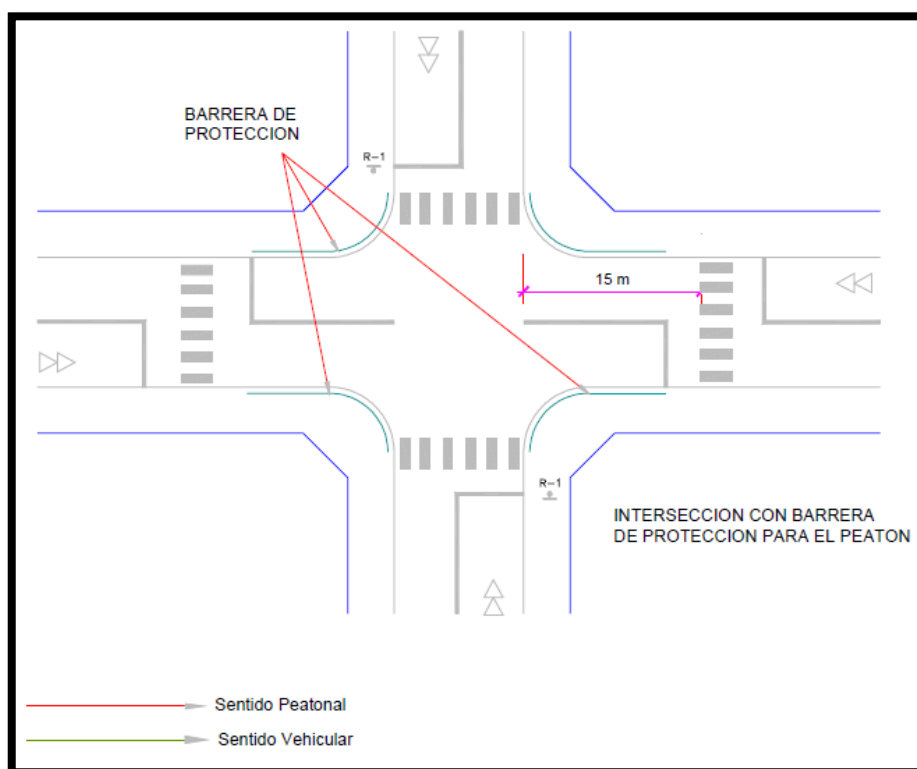 BARRERA DE
PROTECCION
R-1
15 m
R-1
INTERSECCION CON BARRERA
DE PROTECCION PARA EL PEATON
Sentido Peatonal
Sentido Vehicular